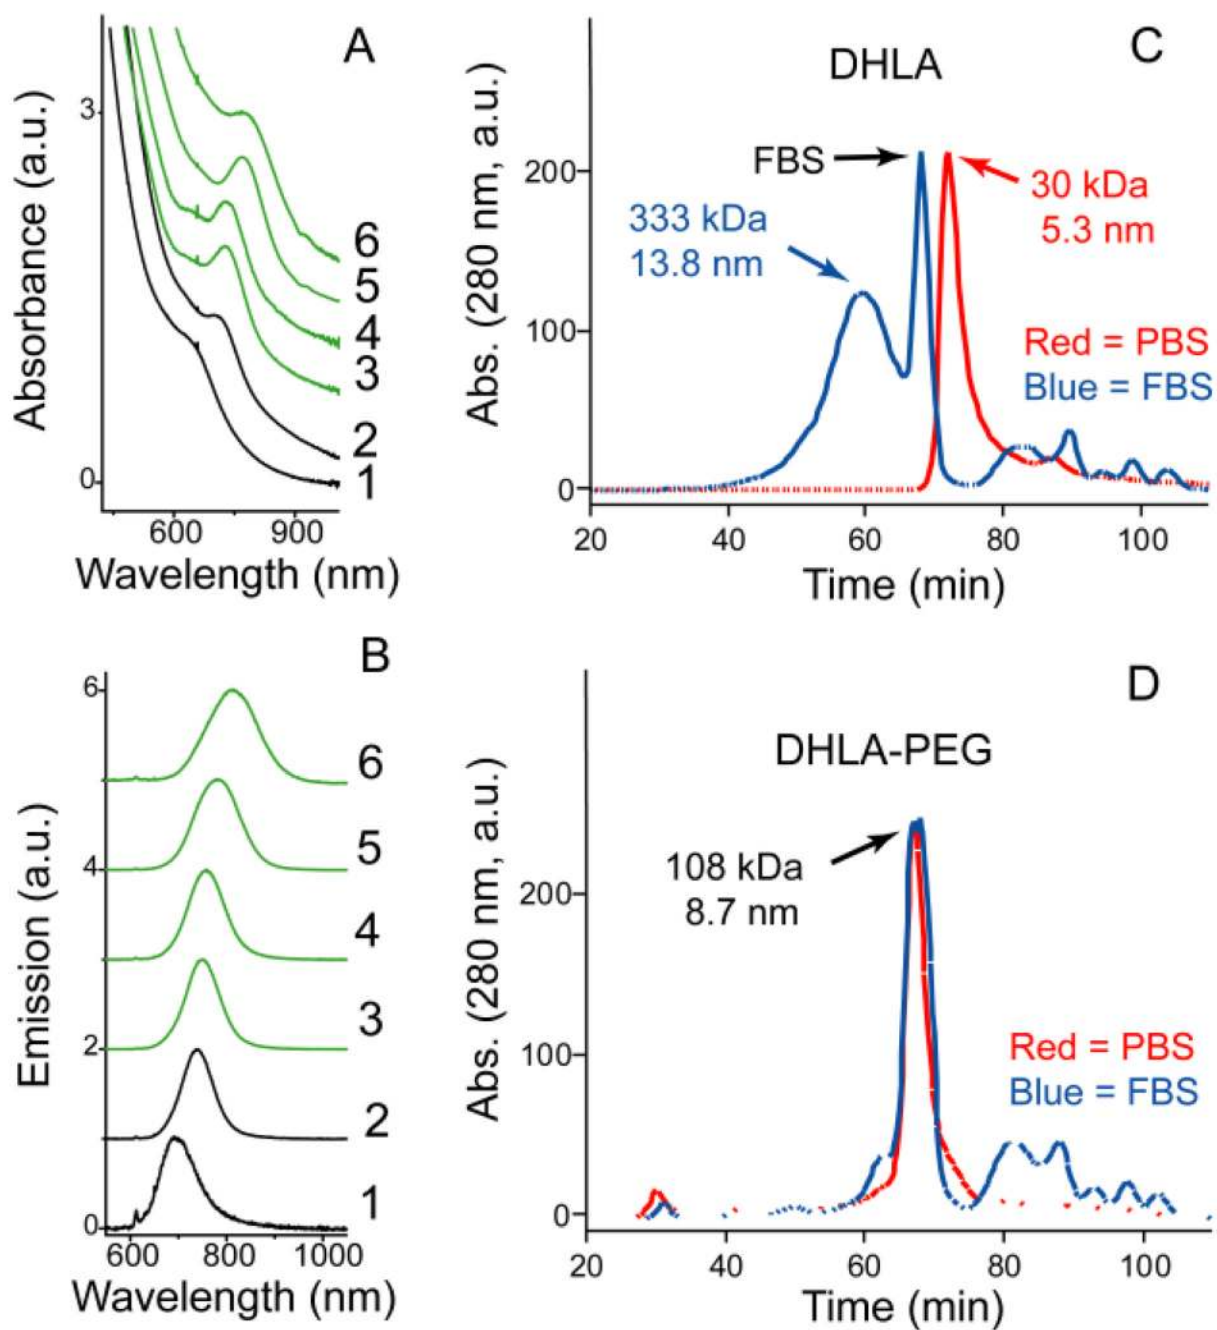 A
Absorbance (a.u.)
3
0
6
5
4
3
2
1
600
900
Wavelength (nm)
B
Emission (a.u.)
6
4
2
0
6
5
4
3
2
1
600
800
1000
Wavelength (nm)
C
DHLA
Abs. (280 nm, a.u.)
200
100
0
FBS
333 kDa
13.8 nm
30 kDa
5.3 nm
Red = PBS
Blue = FBS
20
40
60
80
100
Time (min)
D
DHLA-PEG
Abs. (280 nm, a.u.)
200
100
0
108 kDa
8.7 nm
Red = PBS
Blue = FBS
20
40
60
80
100
Time (min)